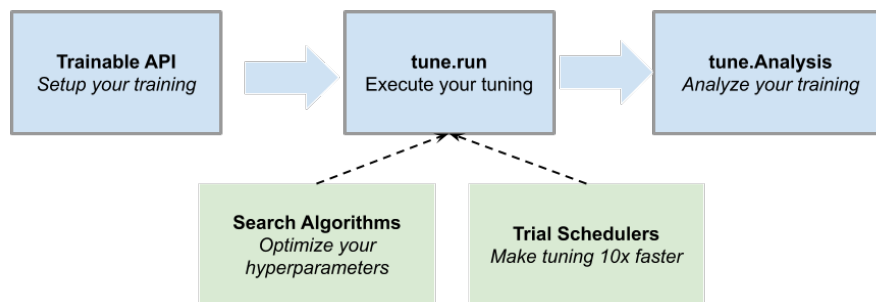 Trainable API
Setup your training
tune.run
Execute your tuning
tune.Analysis
Analyze your training
Search Algorithms
Optimize your
hyperparameters
Trial Schedulers
Make tuning 10x faster